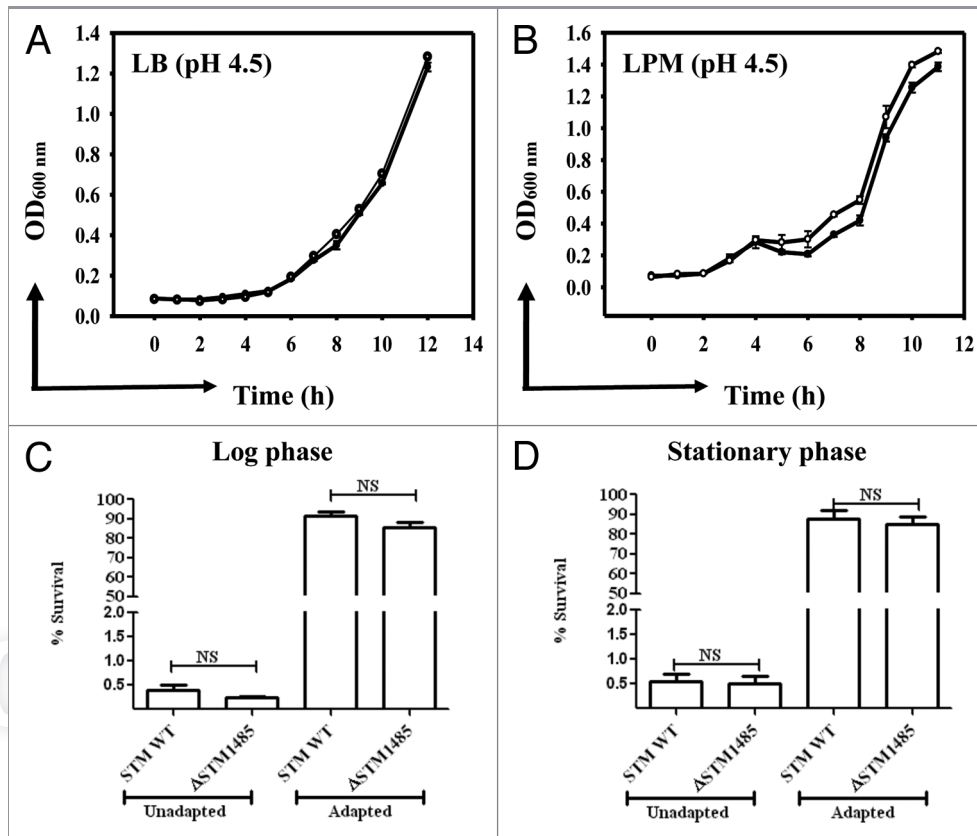 A
LB (pH 4.5)
OD600 nm
1.4
1.2
1.0
0.8
0.6
0.4
0.2
0.0
0 2 4 6 8 10 12 14
Time (h)
B
LPM (pH 4.5)
OD600 nm
1.6
1.4
1.2
1.0
0.8
0.6
0.4
0.2
0.0
0 2 4 6 8 10 12
Time (h)
C
Log phase
% Survival
100
90
80
70
60
50
2.0
1.5
1.0
0.5
NS
NS
STM WT
ΔSTM1485
STM WT
ΔSTM1485
Unadapted
Adapted
D
Stationary phase
% Survival
100
90
80
70
60
50
2.0
1.5
1.0
0.5
NS
NS
STM WT
ΔSTM1485
STM WT
ΔSTM1485
Unadapted
Adapted